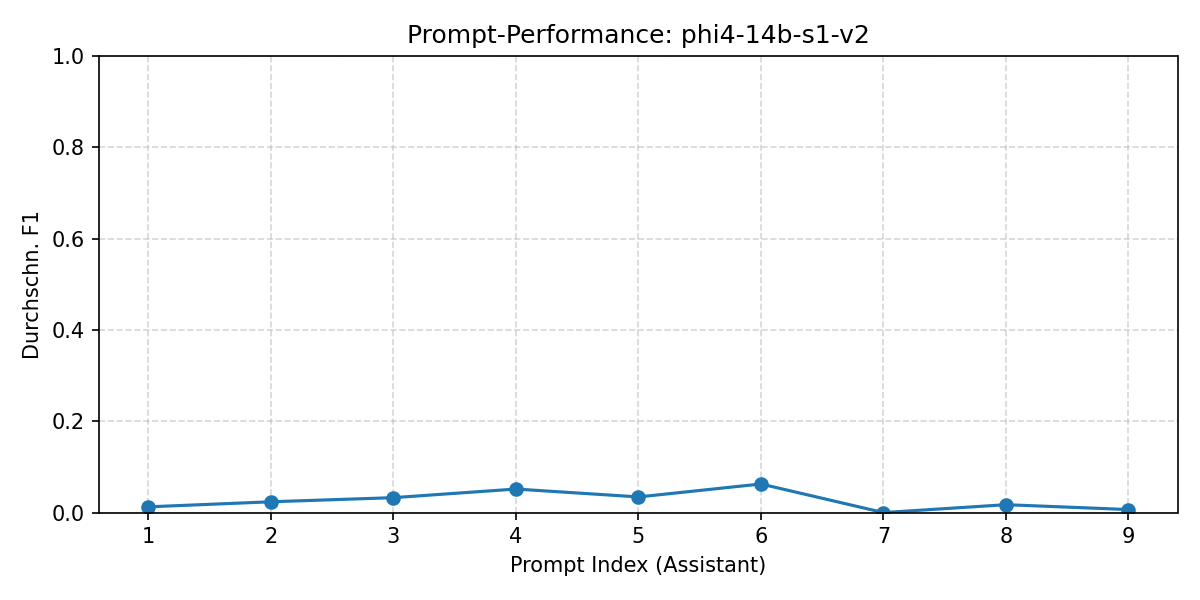 Prompt-Performance: phi4-14b-s1-v2
1.0
0.8
0.6
0.4
0.2
0.0
Durchschn. F1
1 2 3 4 5 6 7 8 9
Prompt Index (Assistant)